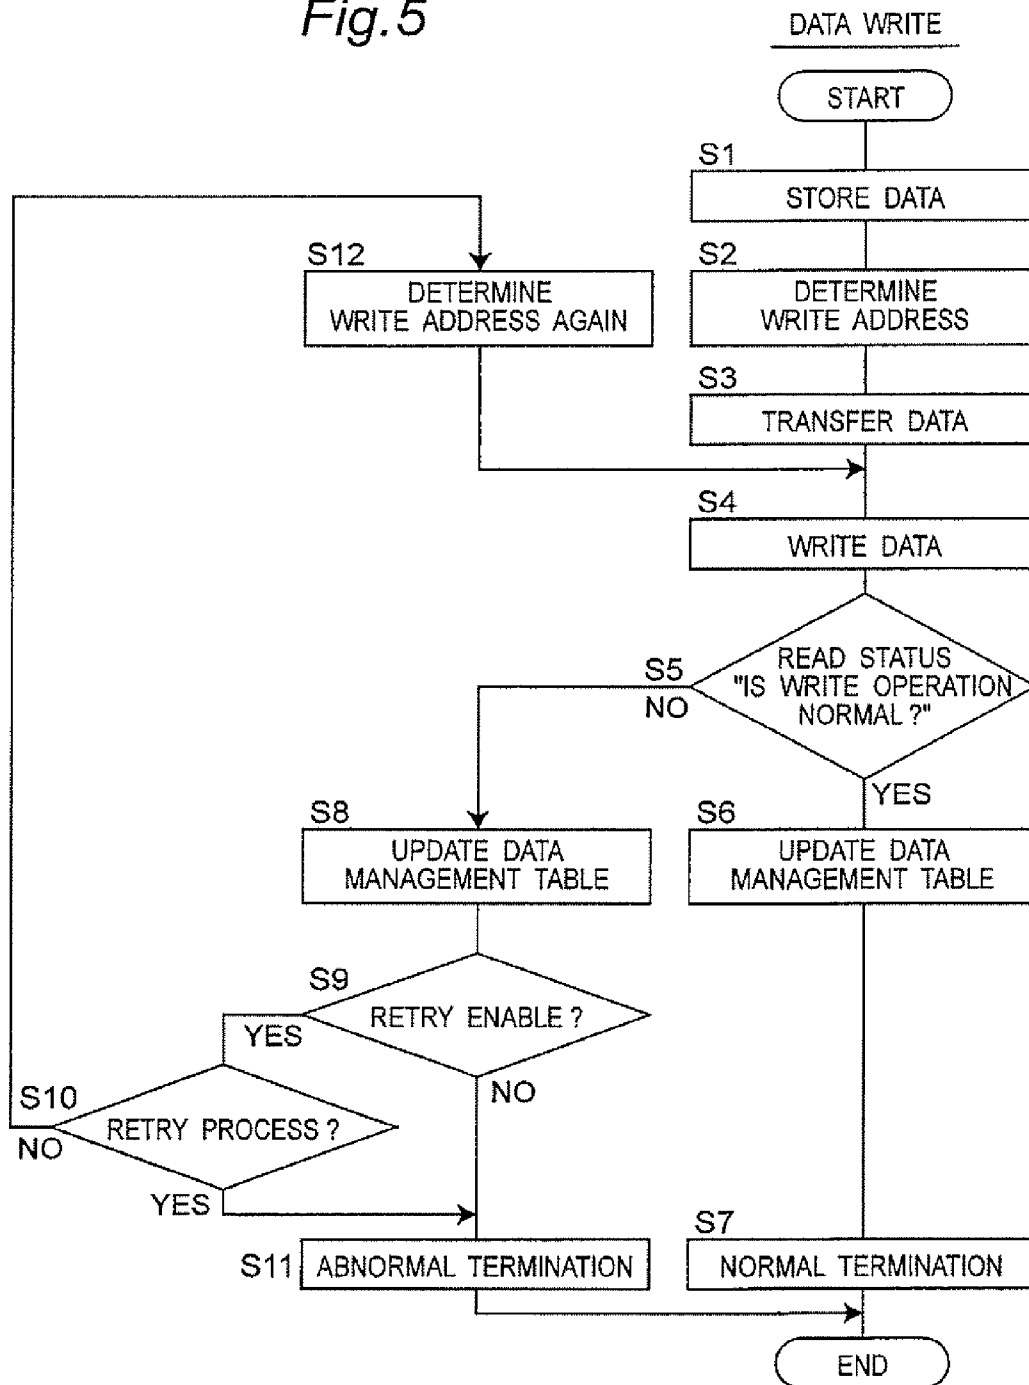 Fig.5
DATA WRITE
START
S1
STORE DATA
S12
DETERMINE
WRITE ADDRESS AGAIN
S2
DETERMINE
WRITE ADDRESS
S3
TRANSFER DATA
S4
WRITE DATA
S5
READ STATUS
"IS WRITE OPERATION
NORMAL ?"
NO
YES
S8
UPDATE DATA
MANAGEMENT TABLE
S6
UPDATE DATA
MANAGEMENT TABLE
S9
RETRY ENABLE ?
YES
NO
S10
RETRY PROCESS ?
NO
YES
S11
ABNORMAL TERMINATION
S7
NORMAL TERMINATION
END